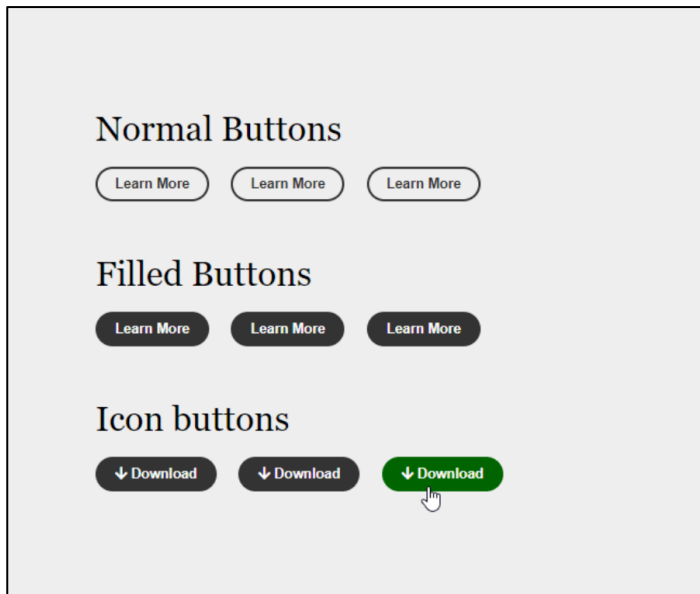 Normal Buttons
Learn More Learn More Learn More
Filled Buttons
Learn More Learn More Learn More
Icon buttons
Download Download Download